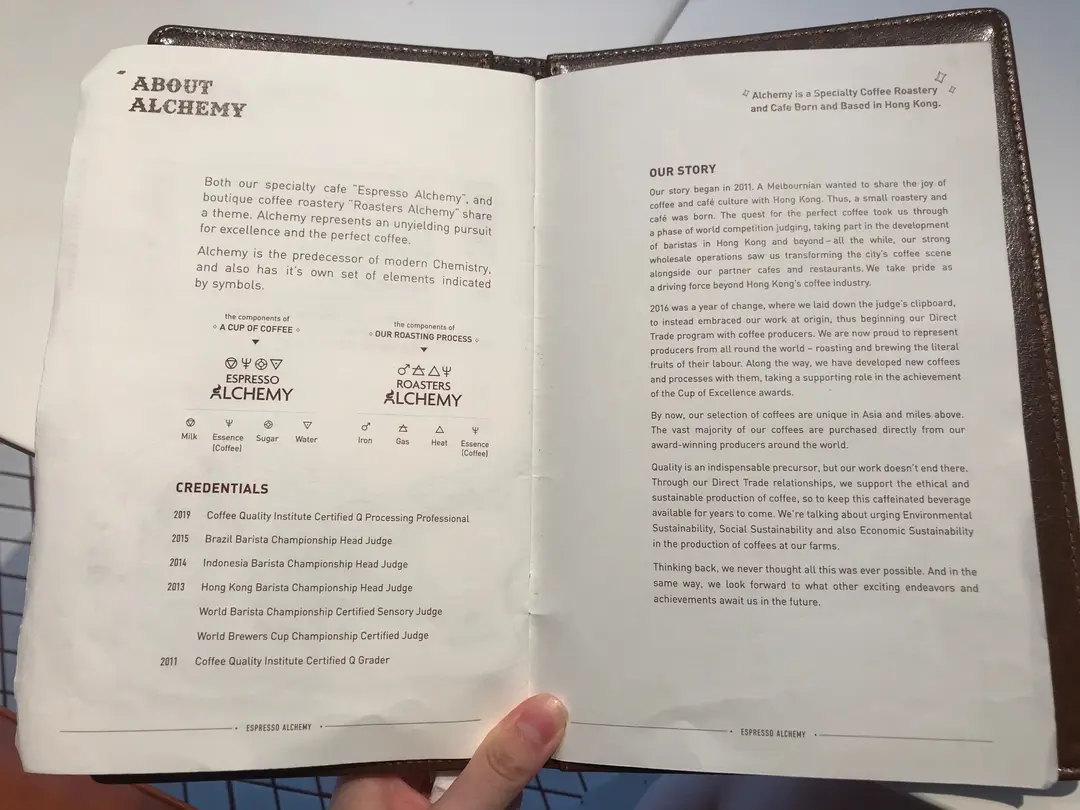 ABOUT
ALCHEMY
Both our specialty cafe "Espresso Alchemy", and
boutique coffee roastery "Roasters Alchemy" share
a theme. Alchemy represents an unyielding pursuit
for excellence and the perfect coffee.
Alchemy is the predecessor of modern Chemistry,
and also has it's own set of elements indicated
by symbols.
the components of
A CUP OF COFFEE
ESPRESSO
ALCHEMY
Milk Essence Sugar Water
(Coffee)
the components of
OUR ROASTING PROCESS
ROASTERS
ALCHEMY
Iron Gas Heat Essence
(Coffee)
CREDENTIALS
2019 Coffee Quality Institute Certified Q Processing Professional
2015 Brazil Barista Championship Head Judge
2014 Indonesia Barista Championship Head Judge
2013 Hong Kong Barista Championship Head Judge
World Barista Championship Certified Sensory Judge
World Brewers Cup Championship Certified Judge
2011 Coffee Quality Institute Certified Q Grader
ESPRESSO ALCHEMY
Alchemy is a Specialty Coffee Roastery
and Cafe Born and Based in Hong Kong.
OUR STORY
Our story began in 2011. A Melbournian wanted to share the joy of
coffee and café culture with Hong Kong. Thus, a small roastery and
café was born. The quest for the perfect coffee took us through
a phase of world competition judging, taking part in the development
of baristas in Hong Kong and beyond – all the while, our strong
wholesale operations saw us transforming the city's coffee scene
alongside our partner cafes and restaurants. We take pride as
a driving force beyond Hong Kong's coffee industry.
2016 was a year of change, where we laid down the judge's clipboard,
to instead embraced our work at origin, thus beginning our Direct
Trade program with coffee producers. We are now proud to represent
producers from all round the world – roasting and brewing the literal
fruits of their labour. Along the way, we have developed new coffees
and processes with them, taking a supporting role in the achievement
of the Cup of Excellence awards.
By now, our selection of coffees are unique in Asia and miles above.
The vast majority of our coffees are purchased directly from our
award-winning producers around the world.
Quality is an indispensable precursor, but our work doesn't end there.
Through our Direct Trade relationships, we support the ethical and
sustainable production of coffee, so to keep this caffeinated beverage
available for years to come. We're talking about urging Environmental
Sustainability, Social Sustainability and also Economic Sustainability
in the production of coffees at our farms.
Thinking back, we never thought all this was ever possible. And in the
same way, we look forward to what other exciting endeavors and
achievements await us in the future.
ESPRESSO ALCHEMY